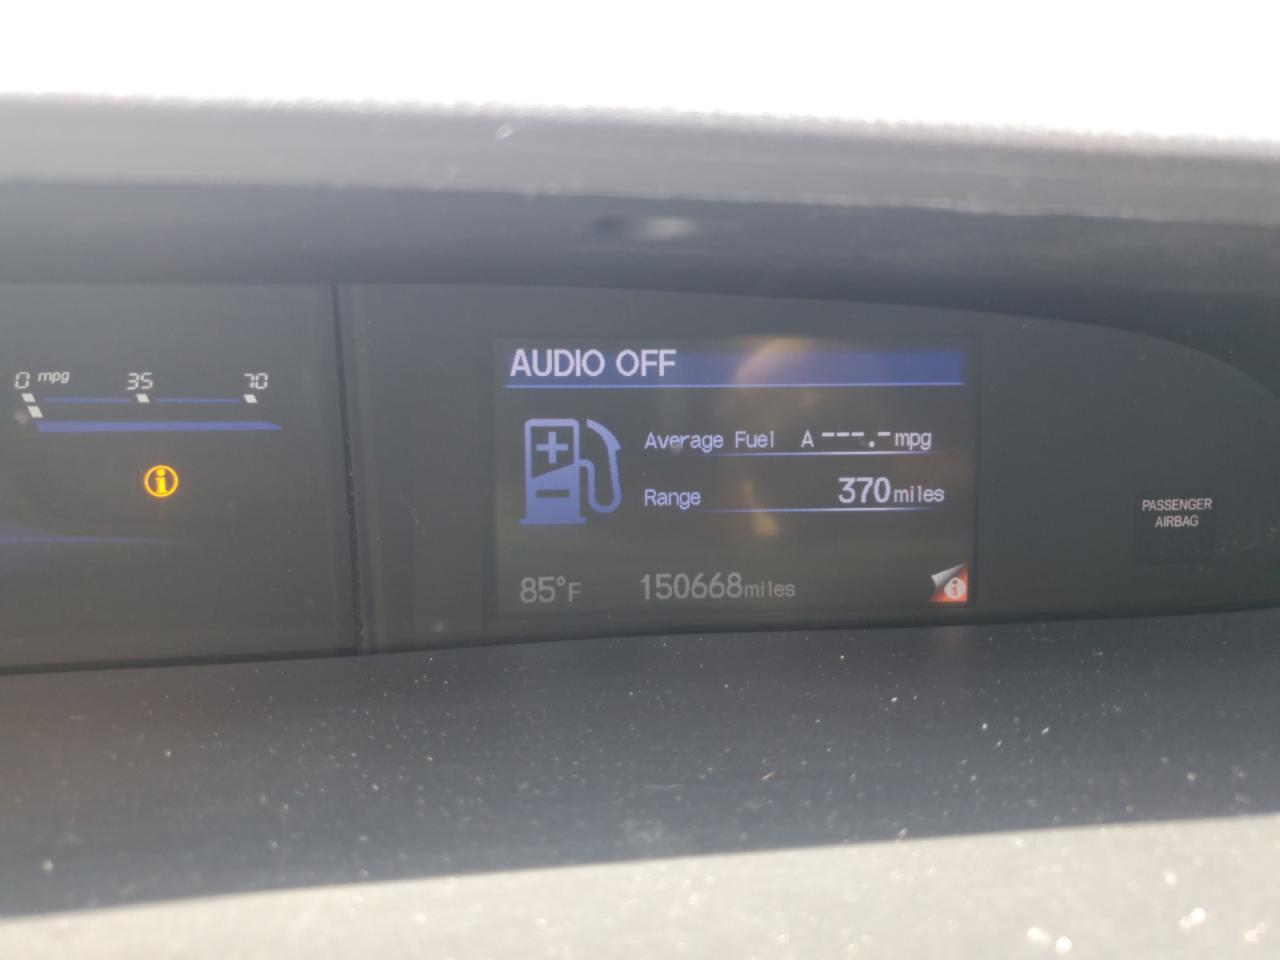 0 mpg 35 70
AUDIO OFF
Average Fuel A ---.- mpg
Range 370 miles
85°F 150668 miles
PASSENGER
AIRBAG